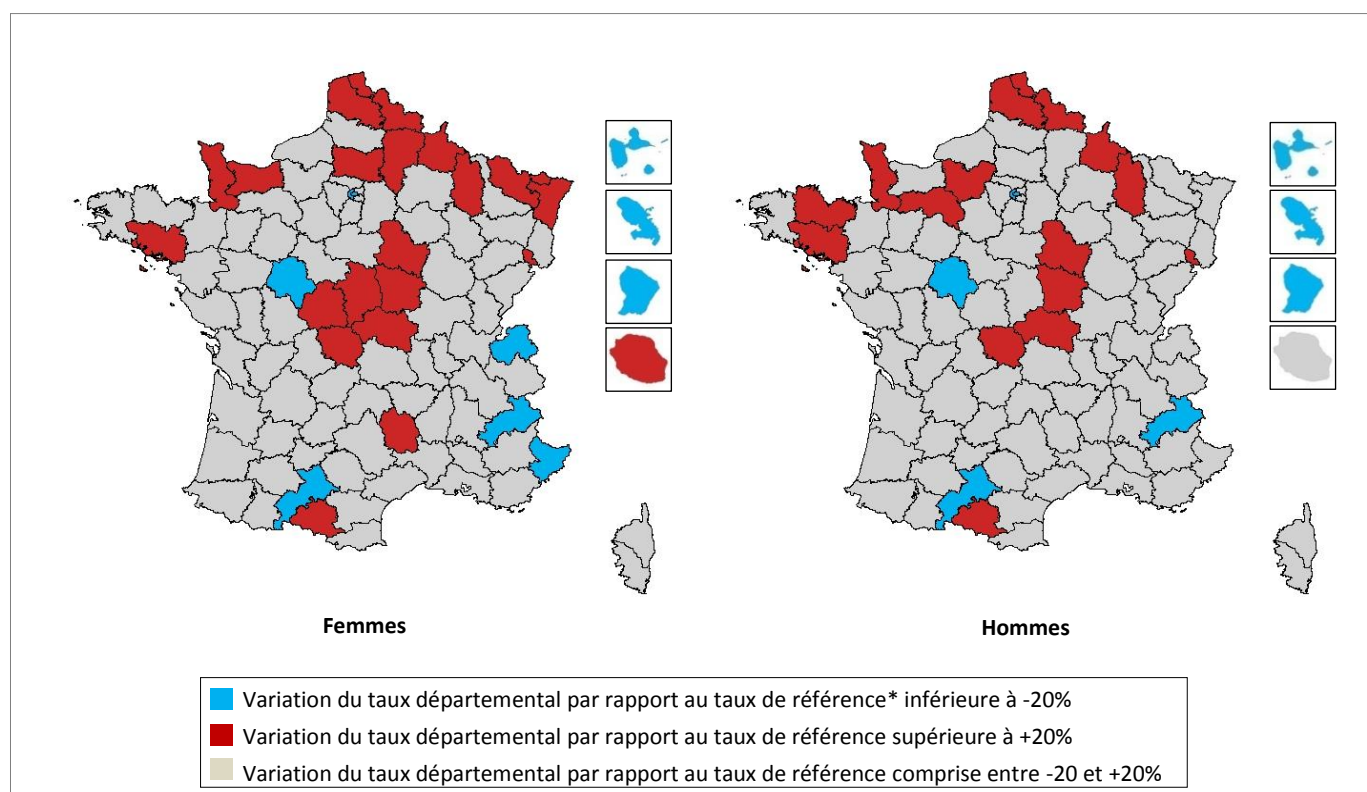 Femmes
Hommes
Variation du taux départemental par rapport au taux de référence* inférieure à -20%
Variation du taux départemental par rapport au taux de référence supérieure à +20%
Variation du taux départemental par rapport au taux de référence comprise entre -20 et +20%